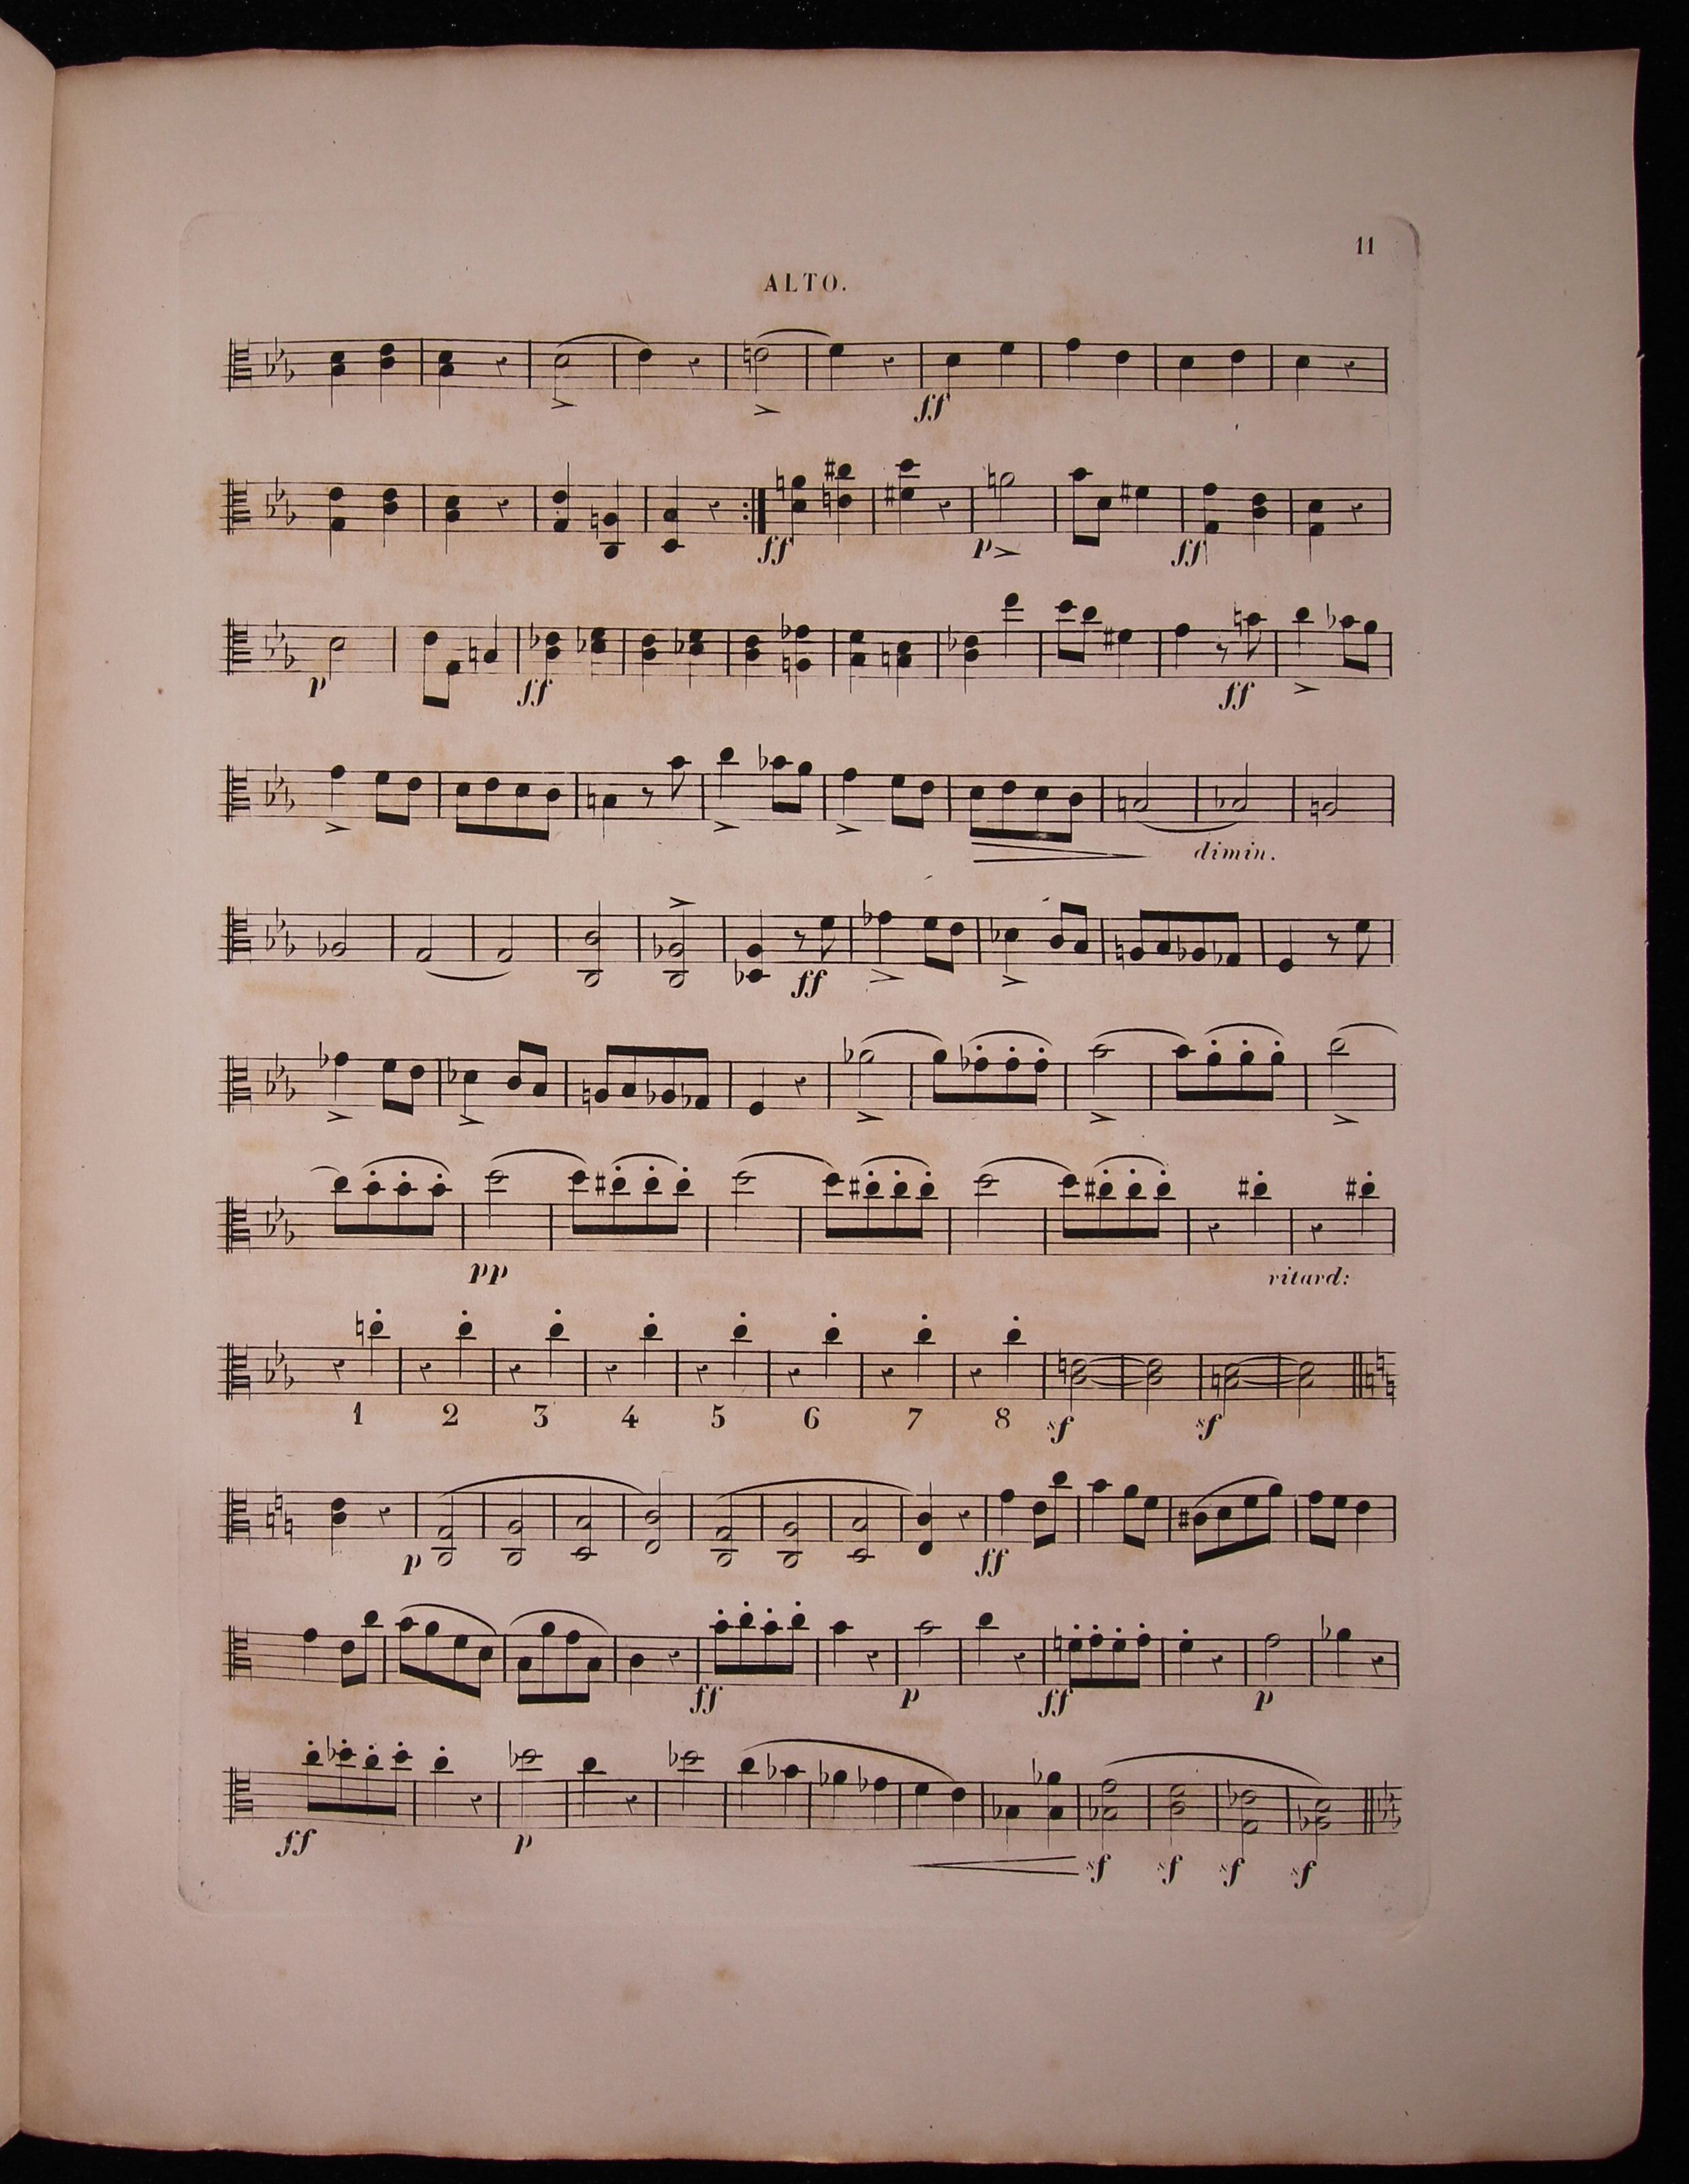 11
ALTO.
ff
ff p ff
p ff ff
dimin.
ff
pp ritard:
1 2 3 4 5 6 7 8 sf sf
p ff
ff p ff p
ff p sf sf sf sf